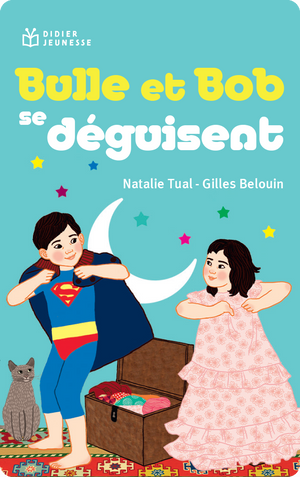 DIDIER
JEUNESSE
Bulle et Bob
se déguisent
Natalie Tual - Gilles Belouin
S